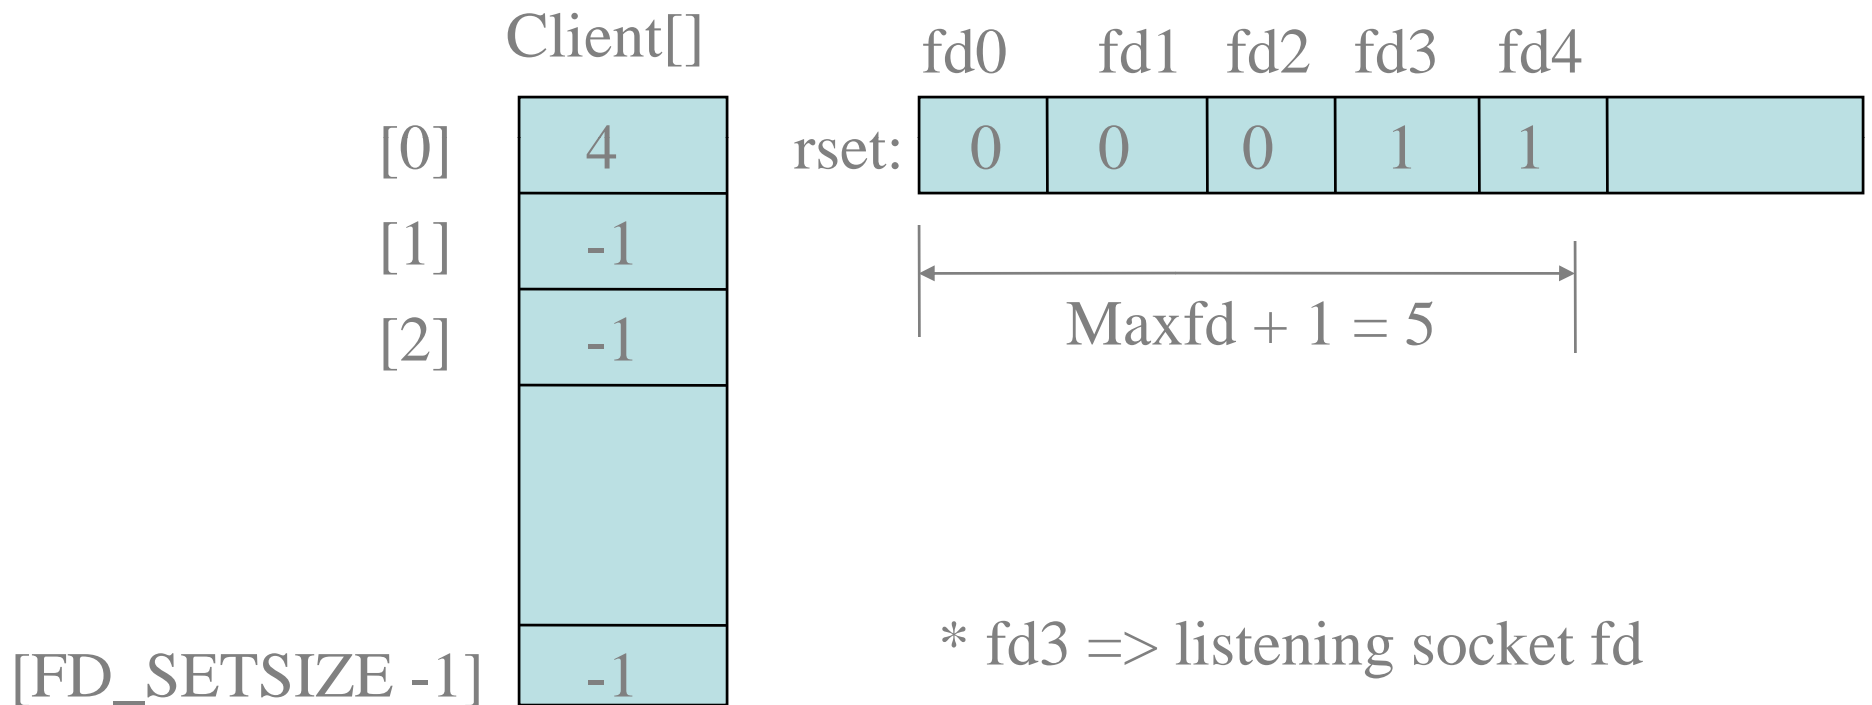 Client[]
[0] 4
[1] -1
[2] -1
[FD_SETSIZE -1] -1
fd0 fd1 fd2 fd3 fd4
rset: 0 0 0 1 1
Maxfd + 1 = 5
* fd3 => listening socket fd